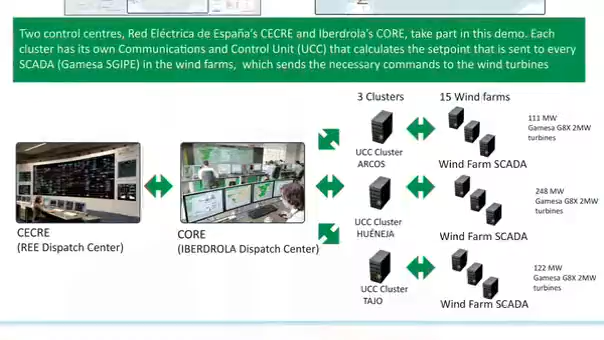 Two control centres, Red Eléctrica de España's CECRE and Iberdrola's CORE, take part in this demo. Each
cluster has its own Communications and Control Unit (UCC) that calculates the setpoint that is sent to every
SCADA (Gamesa SGIPE) in the wind farms, which sends the necessary commands to the wind turbines
3 Clusters
15 Wind farms
UCC Cluster
ARCOS
Wind Farm SCADA
111 MW
Gamesa G8X 2MW
turbines
CECRE
(REE Dispatch Center)
CORE
(IBERDROLA Dispatch Center)
UCC Cluster
HUÉNEJA
Wind Farm SCADA
248 MW
Gamesa G8X 2MW
turbines
UCC Cluster
TAJO
Wind Farm SCADA
122 MW
Gamesa G8X 2MW
turbines